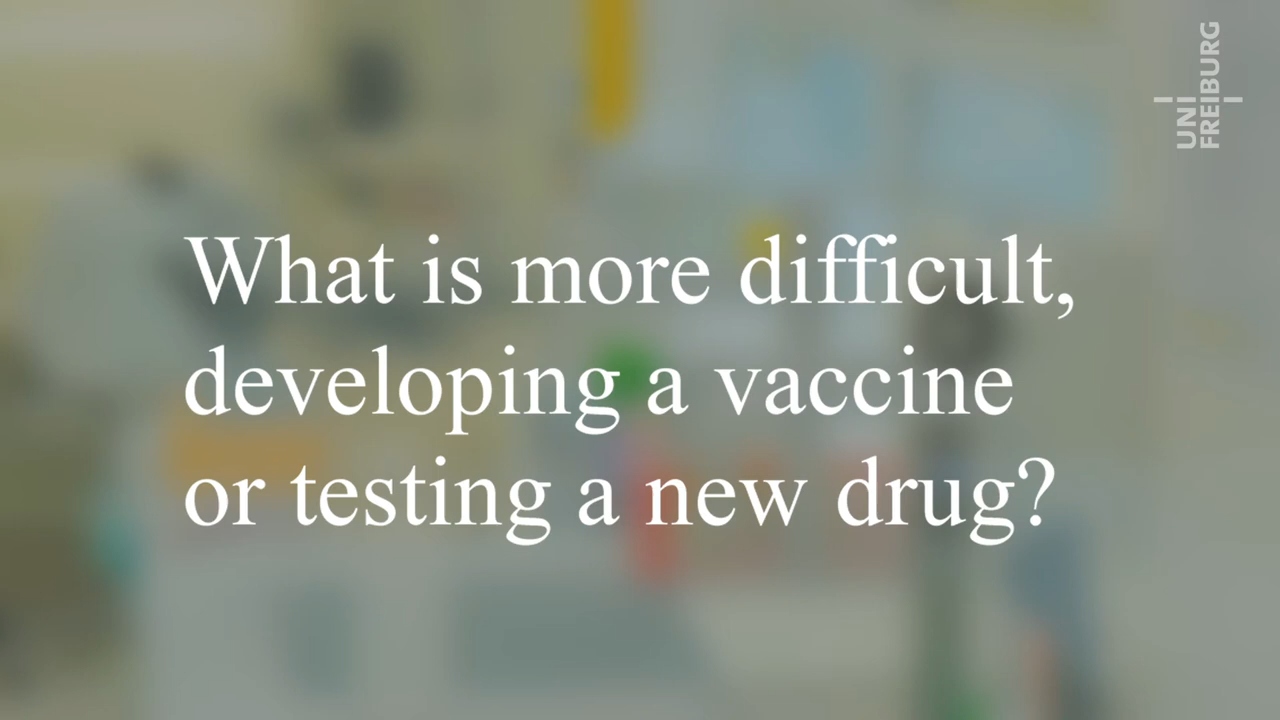 UNI
FREIBURG
What is more difficult,
developing a vaccine
or testing a new drug?